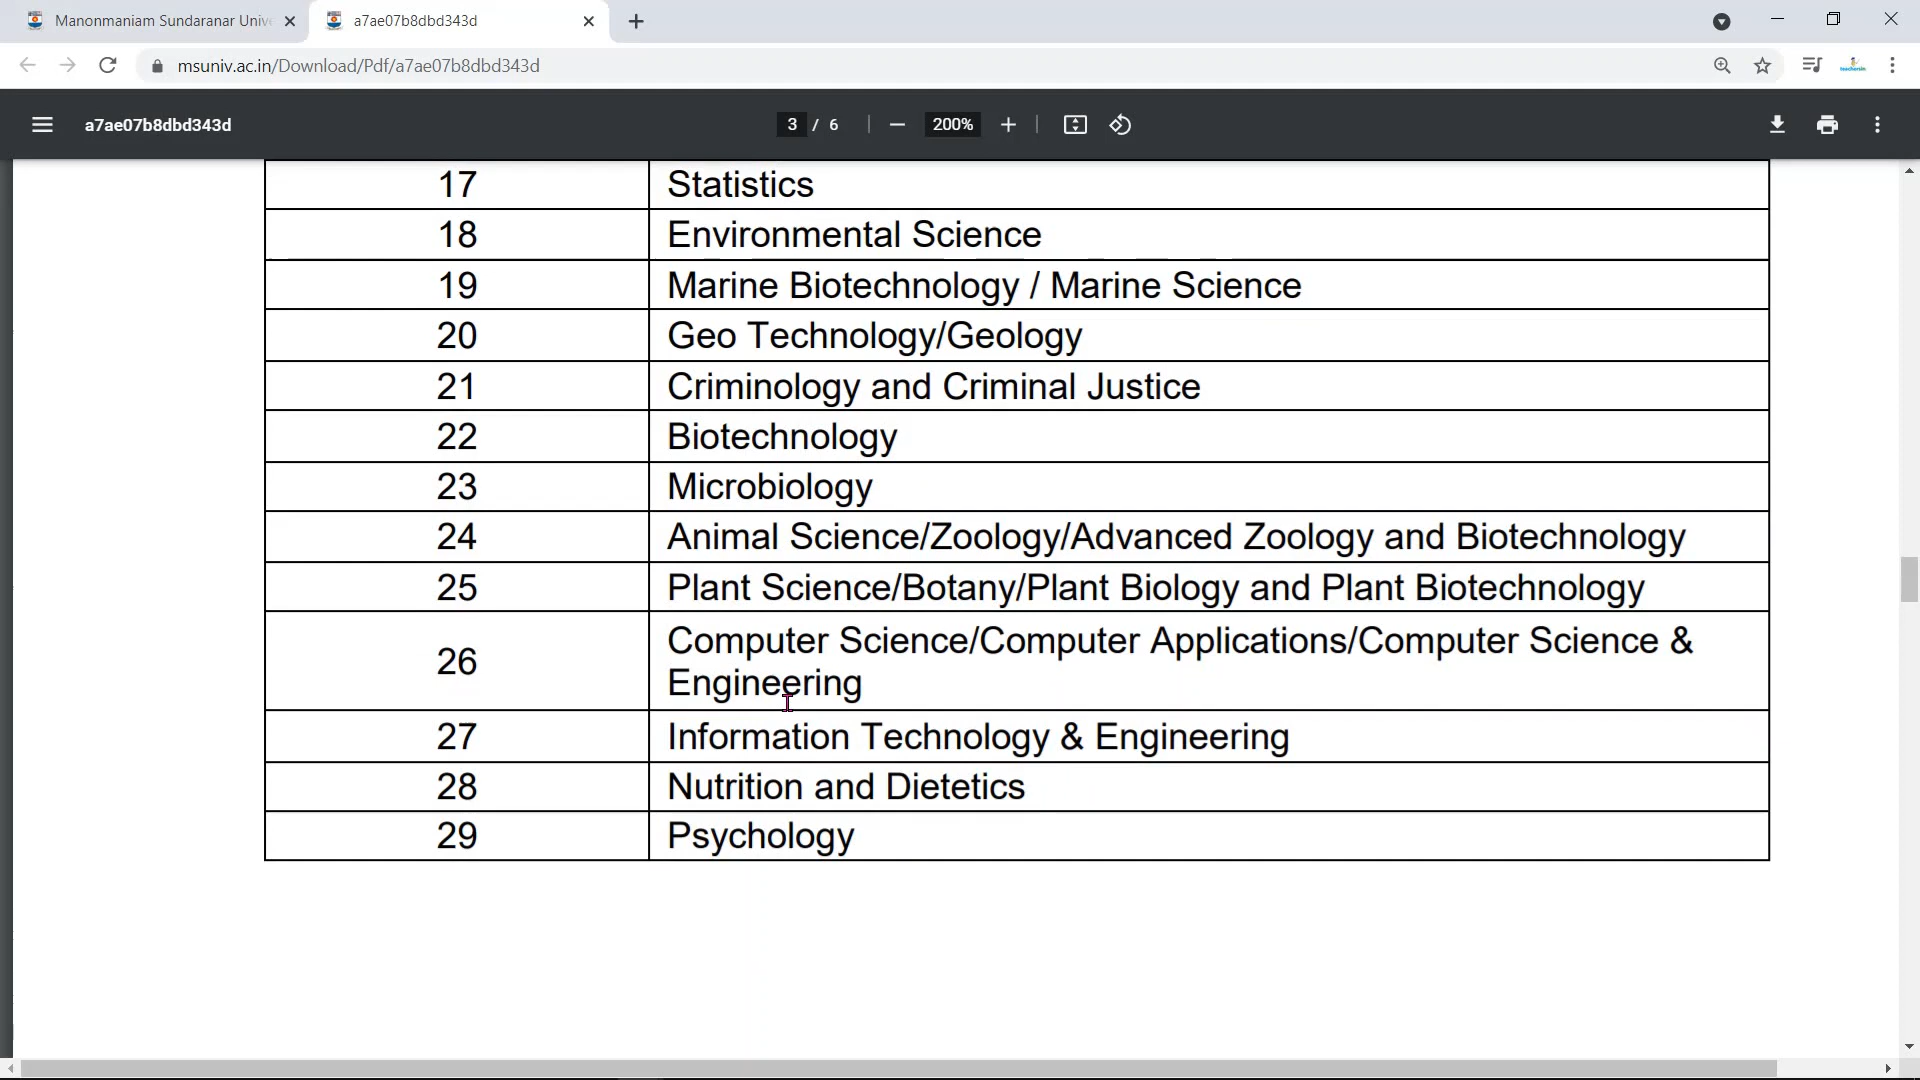 Manonmaniam Sundaranar Unive
a7ae07b8dbd343d
msuniv.ac.in/Download/Pdf/a7ae07b8dbd343d
a7ae07b8dbd343d
3 / 6
200%
17 Statistics
18 Environmental Science
19 Marine Biotechnology / Marine Science
20 Geo Technology/Geology
21 Criminology and Criminal Justice
22 Biotechnology
23 Microbiology
24 Animal Science/Zoology/Advanced Zoology and Biotechnology
25 Plant Science/Botany/Plant Biology and Plant Biotechnology
26 Computer Science/Computer Applications/Computer Science &
Engineering
27 Information Technology & Engineering
28 Nutrition and Dietetics
29 Psychology